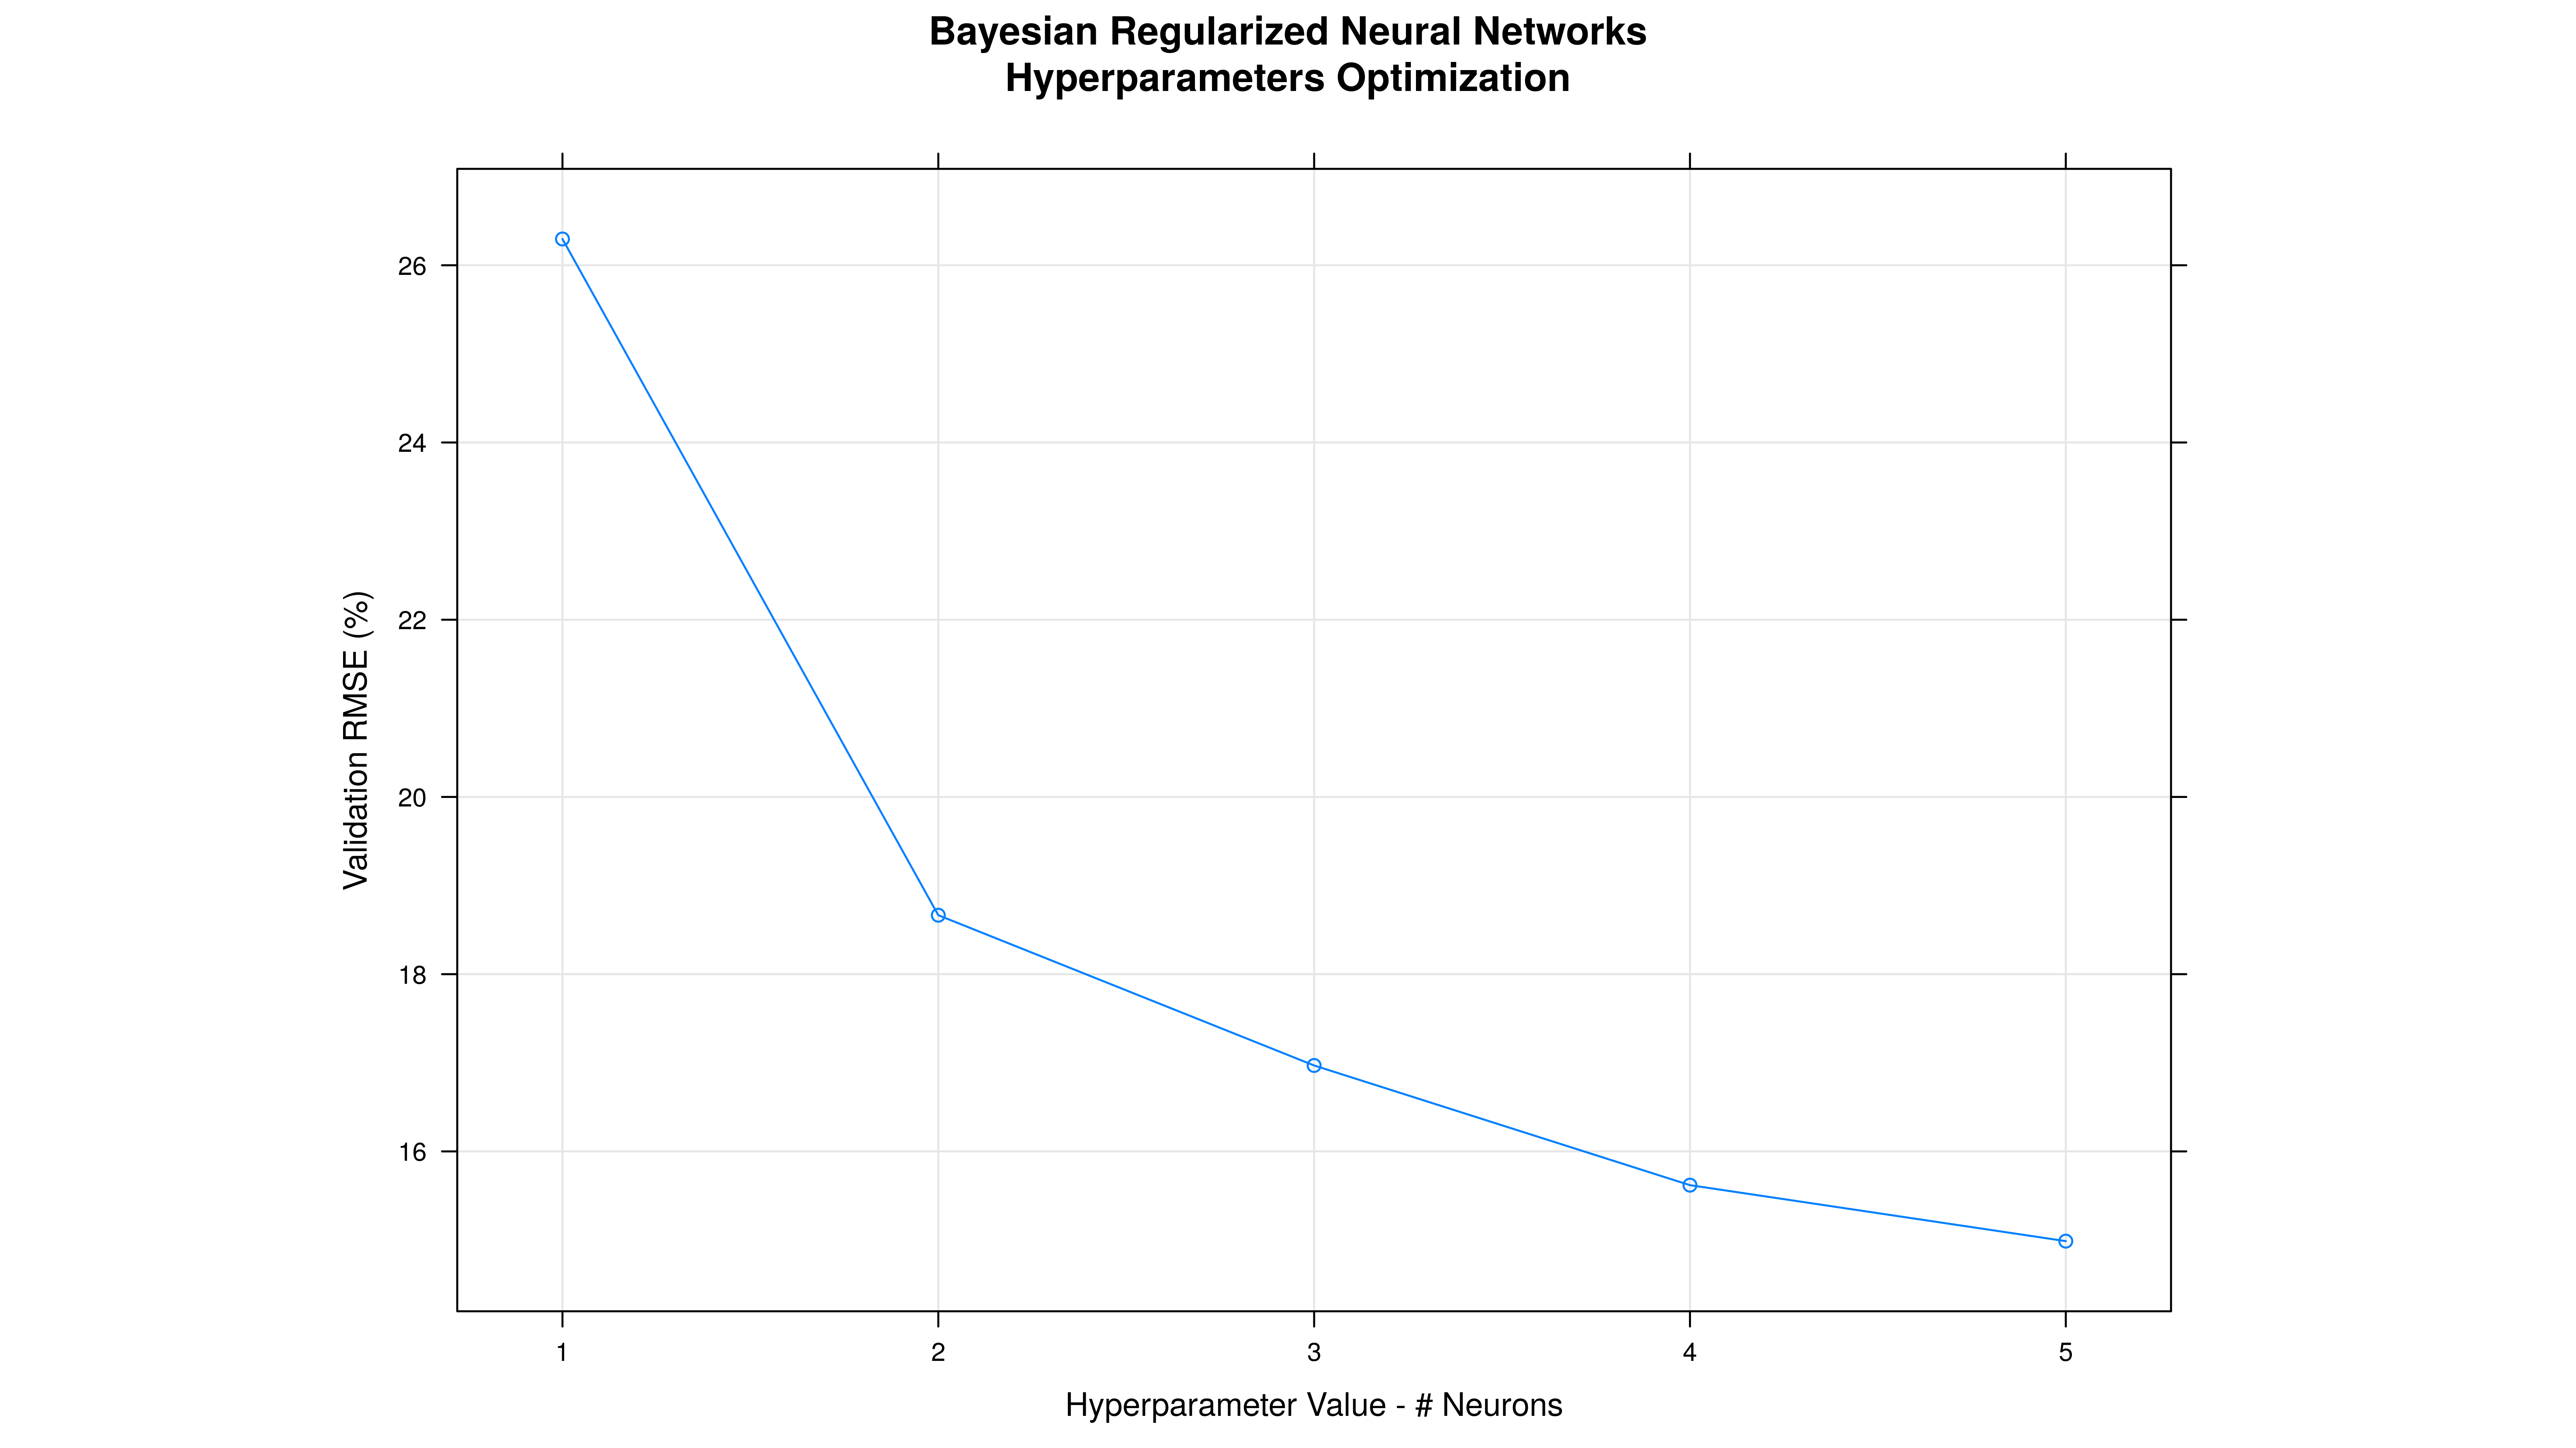 Bayesian Regularized Neural Networks
Hyperparameters Optimization
26
24
22
20
18
16
Validation RMSE (%)
1 2 3 4 5
Hyperparameter Value - # Neurons